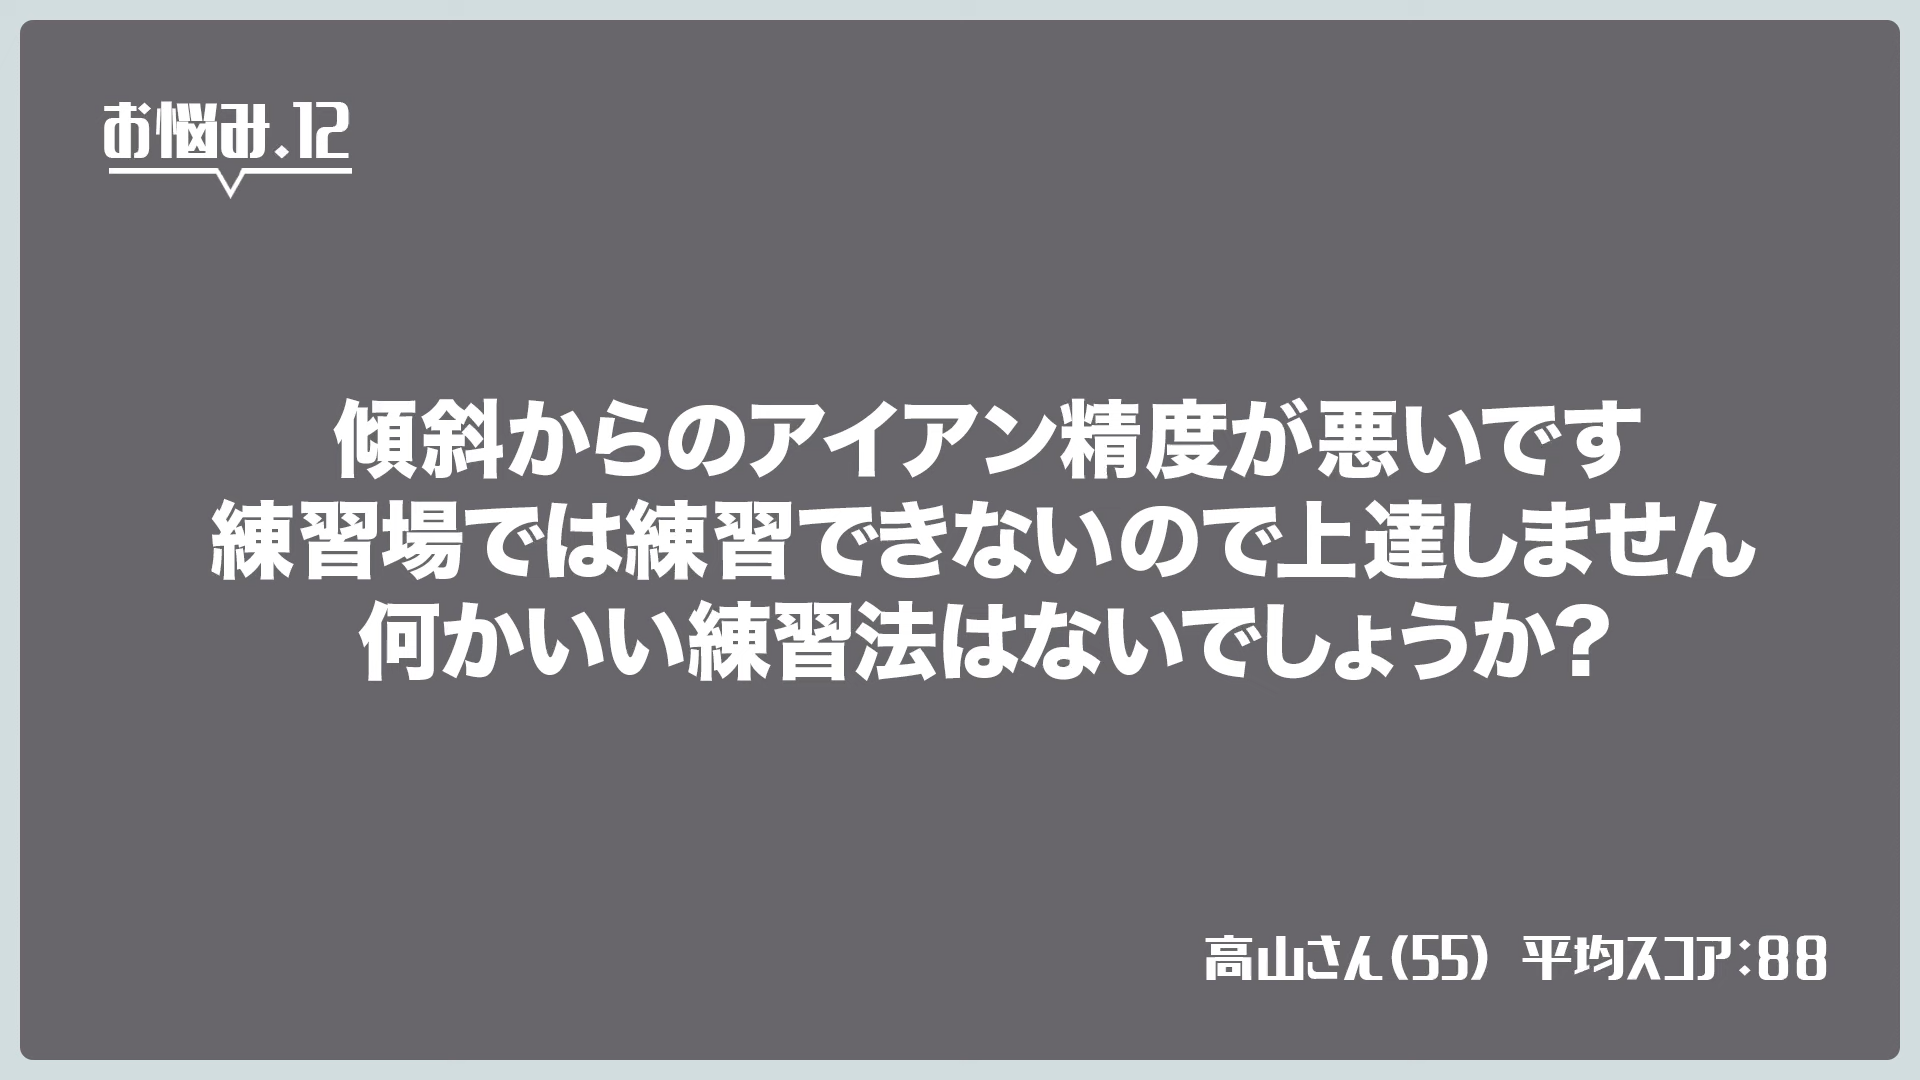 お悩み.12
傾斜からのアイアン精度が悪いです
練習場では練習できないので上達しません
何かいい練習法はないでしょうか?
高山さん(55) 平均スコア:88